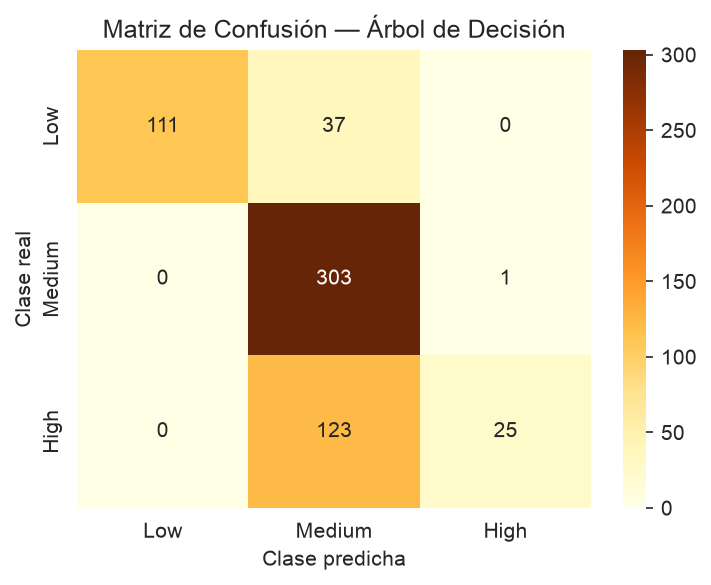 Matriz de Confusión — Árbol de Decisión
Low 111 37 0
Medium 0 303 1
High 0 123 25
Clase real
Low Medium High
Clase predicha
300
250
200
150
100
50
0